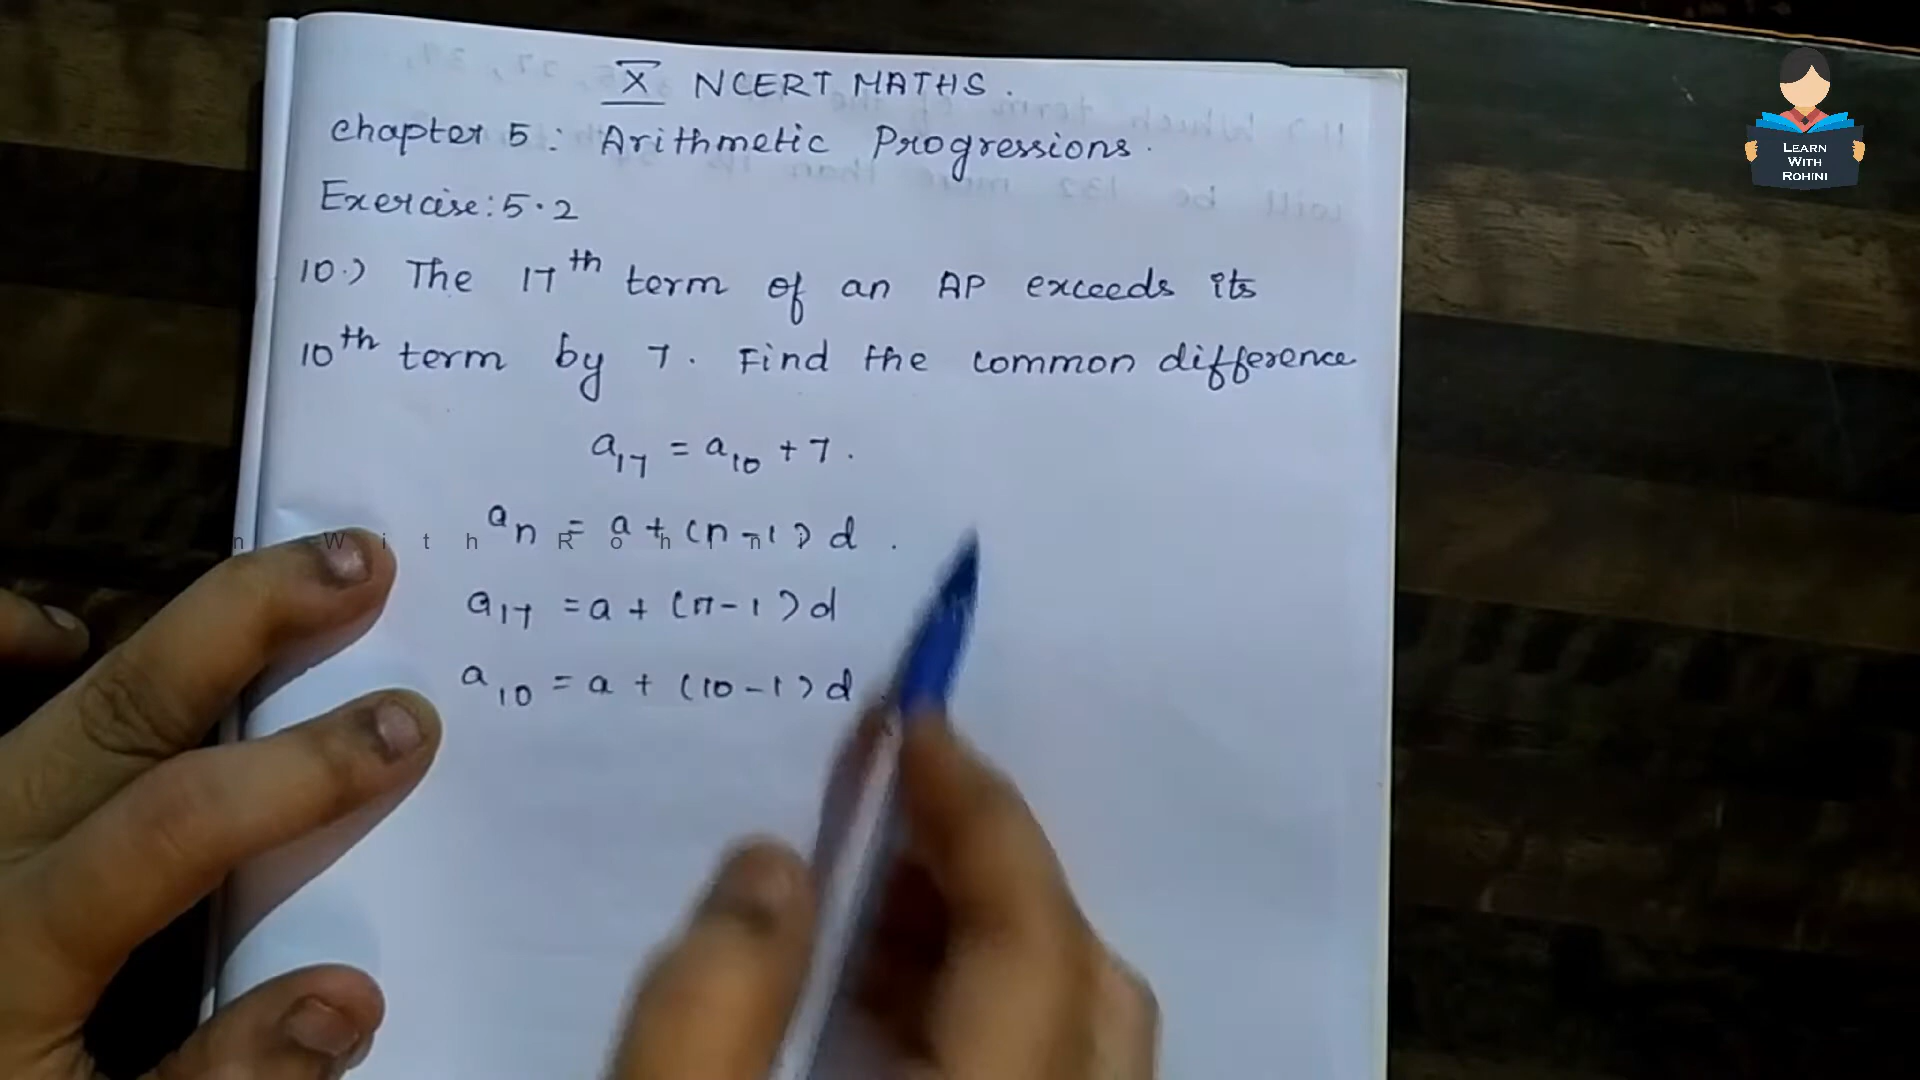 X NCERT MATHS.
Chapter 5: Arithmetic Progressions.
Exercise: 5.2
10.) The 17th term of an AP exceeds its
10th term by 7. Find the common difference
a17 = a10 + 7.
an = a + (n-1) d.
n With Rohini
a17 = a + (17-1) d
a10 = a + (10-1) d.
LEARN
WITH
ROHINI